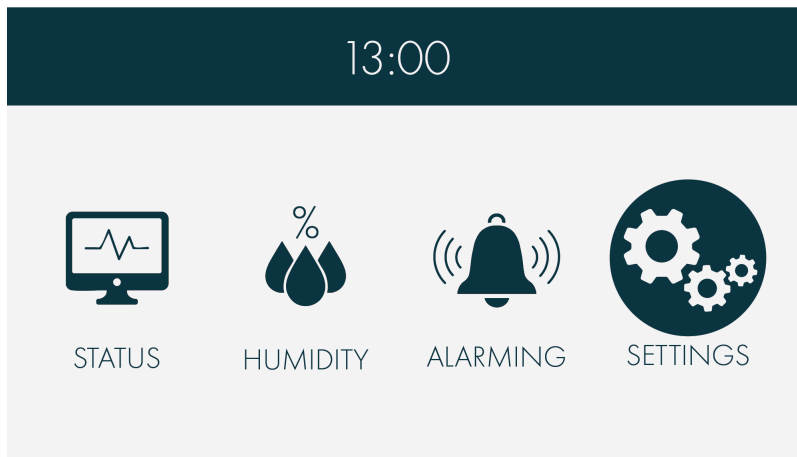 13:00
%
STATUS
HUMIDITY
ALARMING
SETTINGS